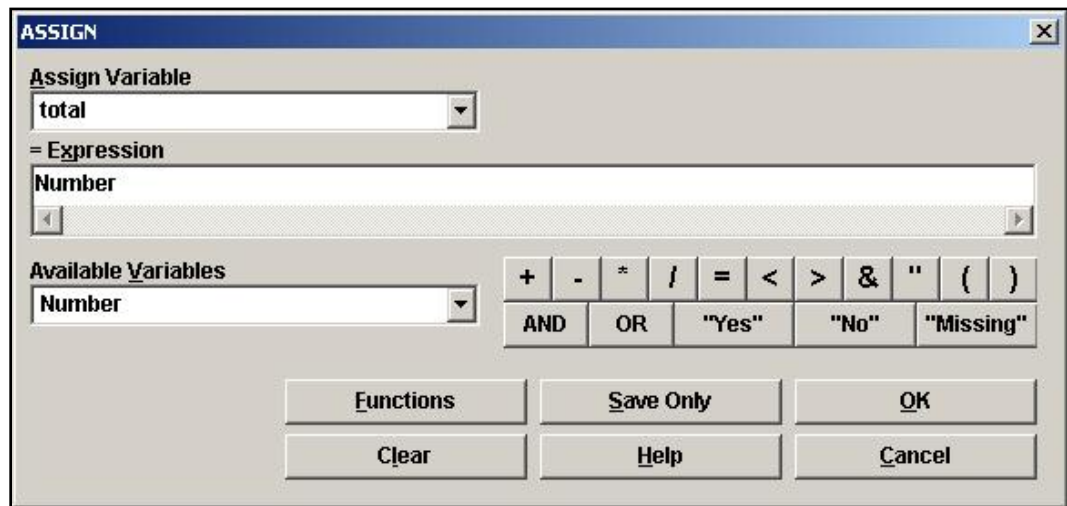 ASSIGN
Assign Variable
total
= Expression
Number
Available Variables
Number
+ - * / = < > & " ( )
AND OR "Yes" "No" "Missing"
Functions Save Only OK
Clear Help Cancel